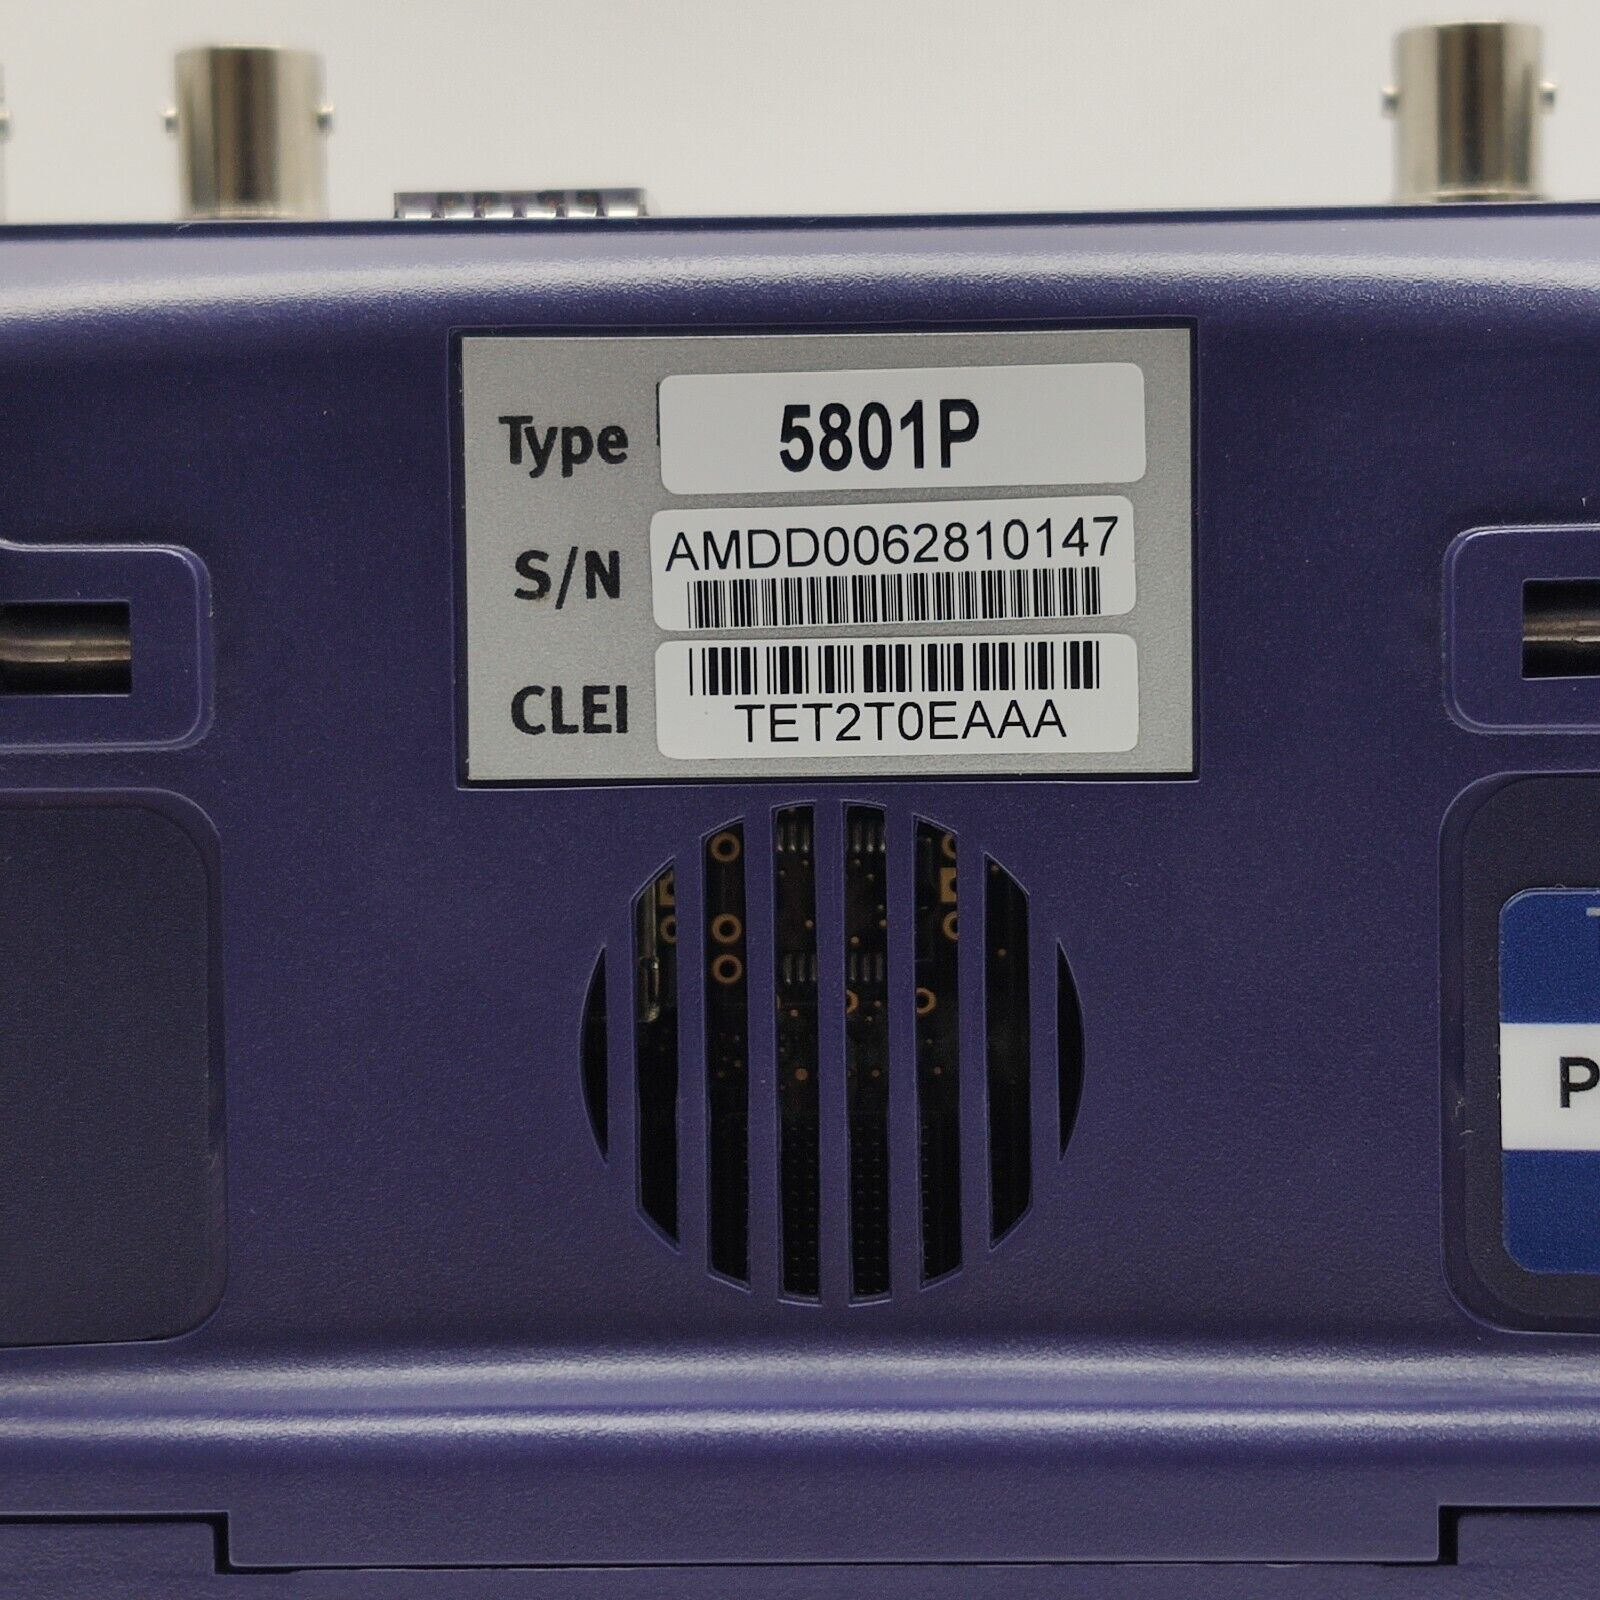 Type 5801P
S/N AMDD0062810147
CLEI TET2T0EAAA
P